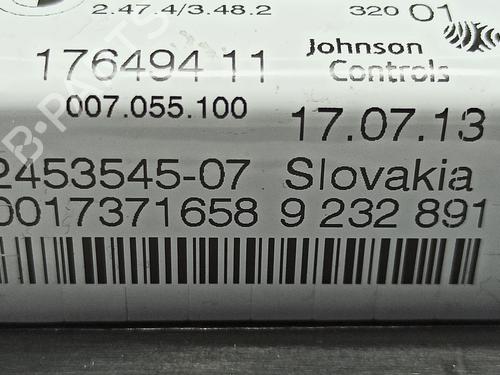 2.47.4/3.48.2 320 01
176494 11 Johnson Controls
007.055.100 17.07.13
2453545-07 Slovakia
0017371658 9 232 891
B-PARTS